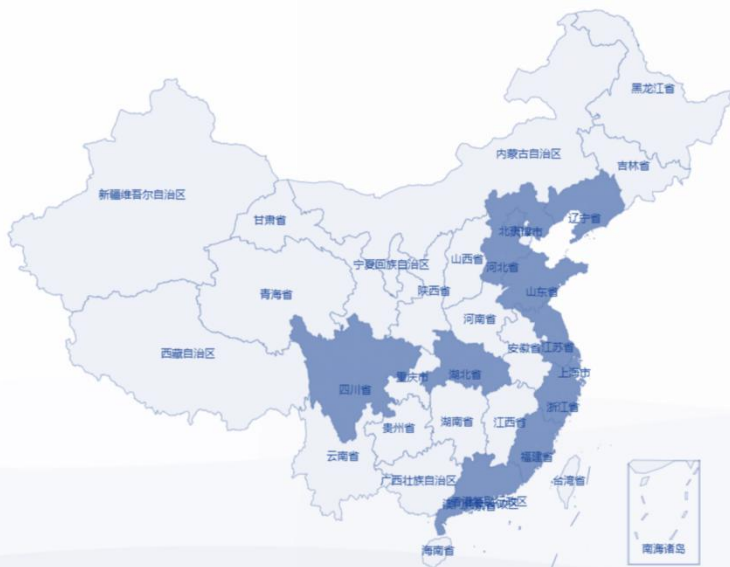 黑龙江省
内蒙古自治区
吉林省
新疆维吾尔自治区
辽宁省
甘肃省
山西省
宁夏回族自治区
河北省
青海省
陕西省
山东省
河南省
西藏自治区
安徽省
江苏省
上海市
重庆市
湖北省
四川省
浙江省
湖南省
江西省
贵州省
云南省
福建省
广西壮族自治区
台湾省
海南省
南海诸岛